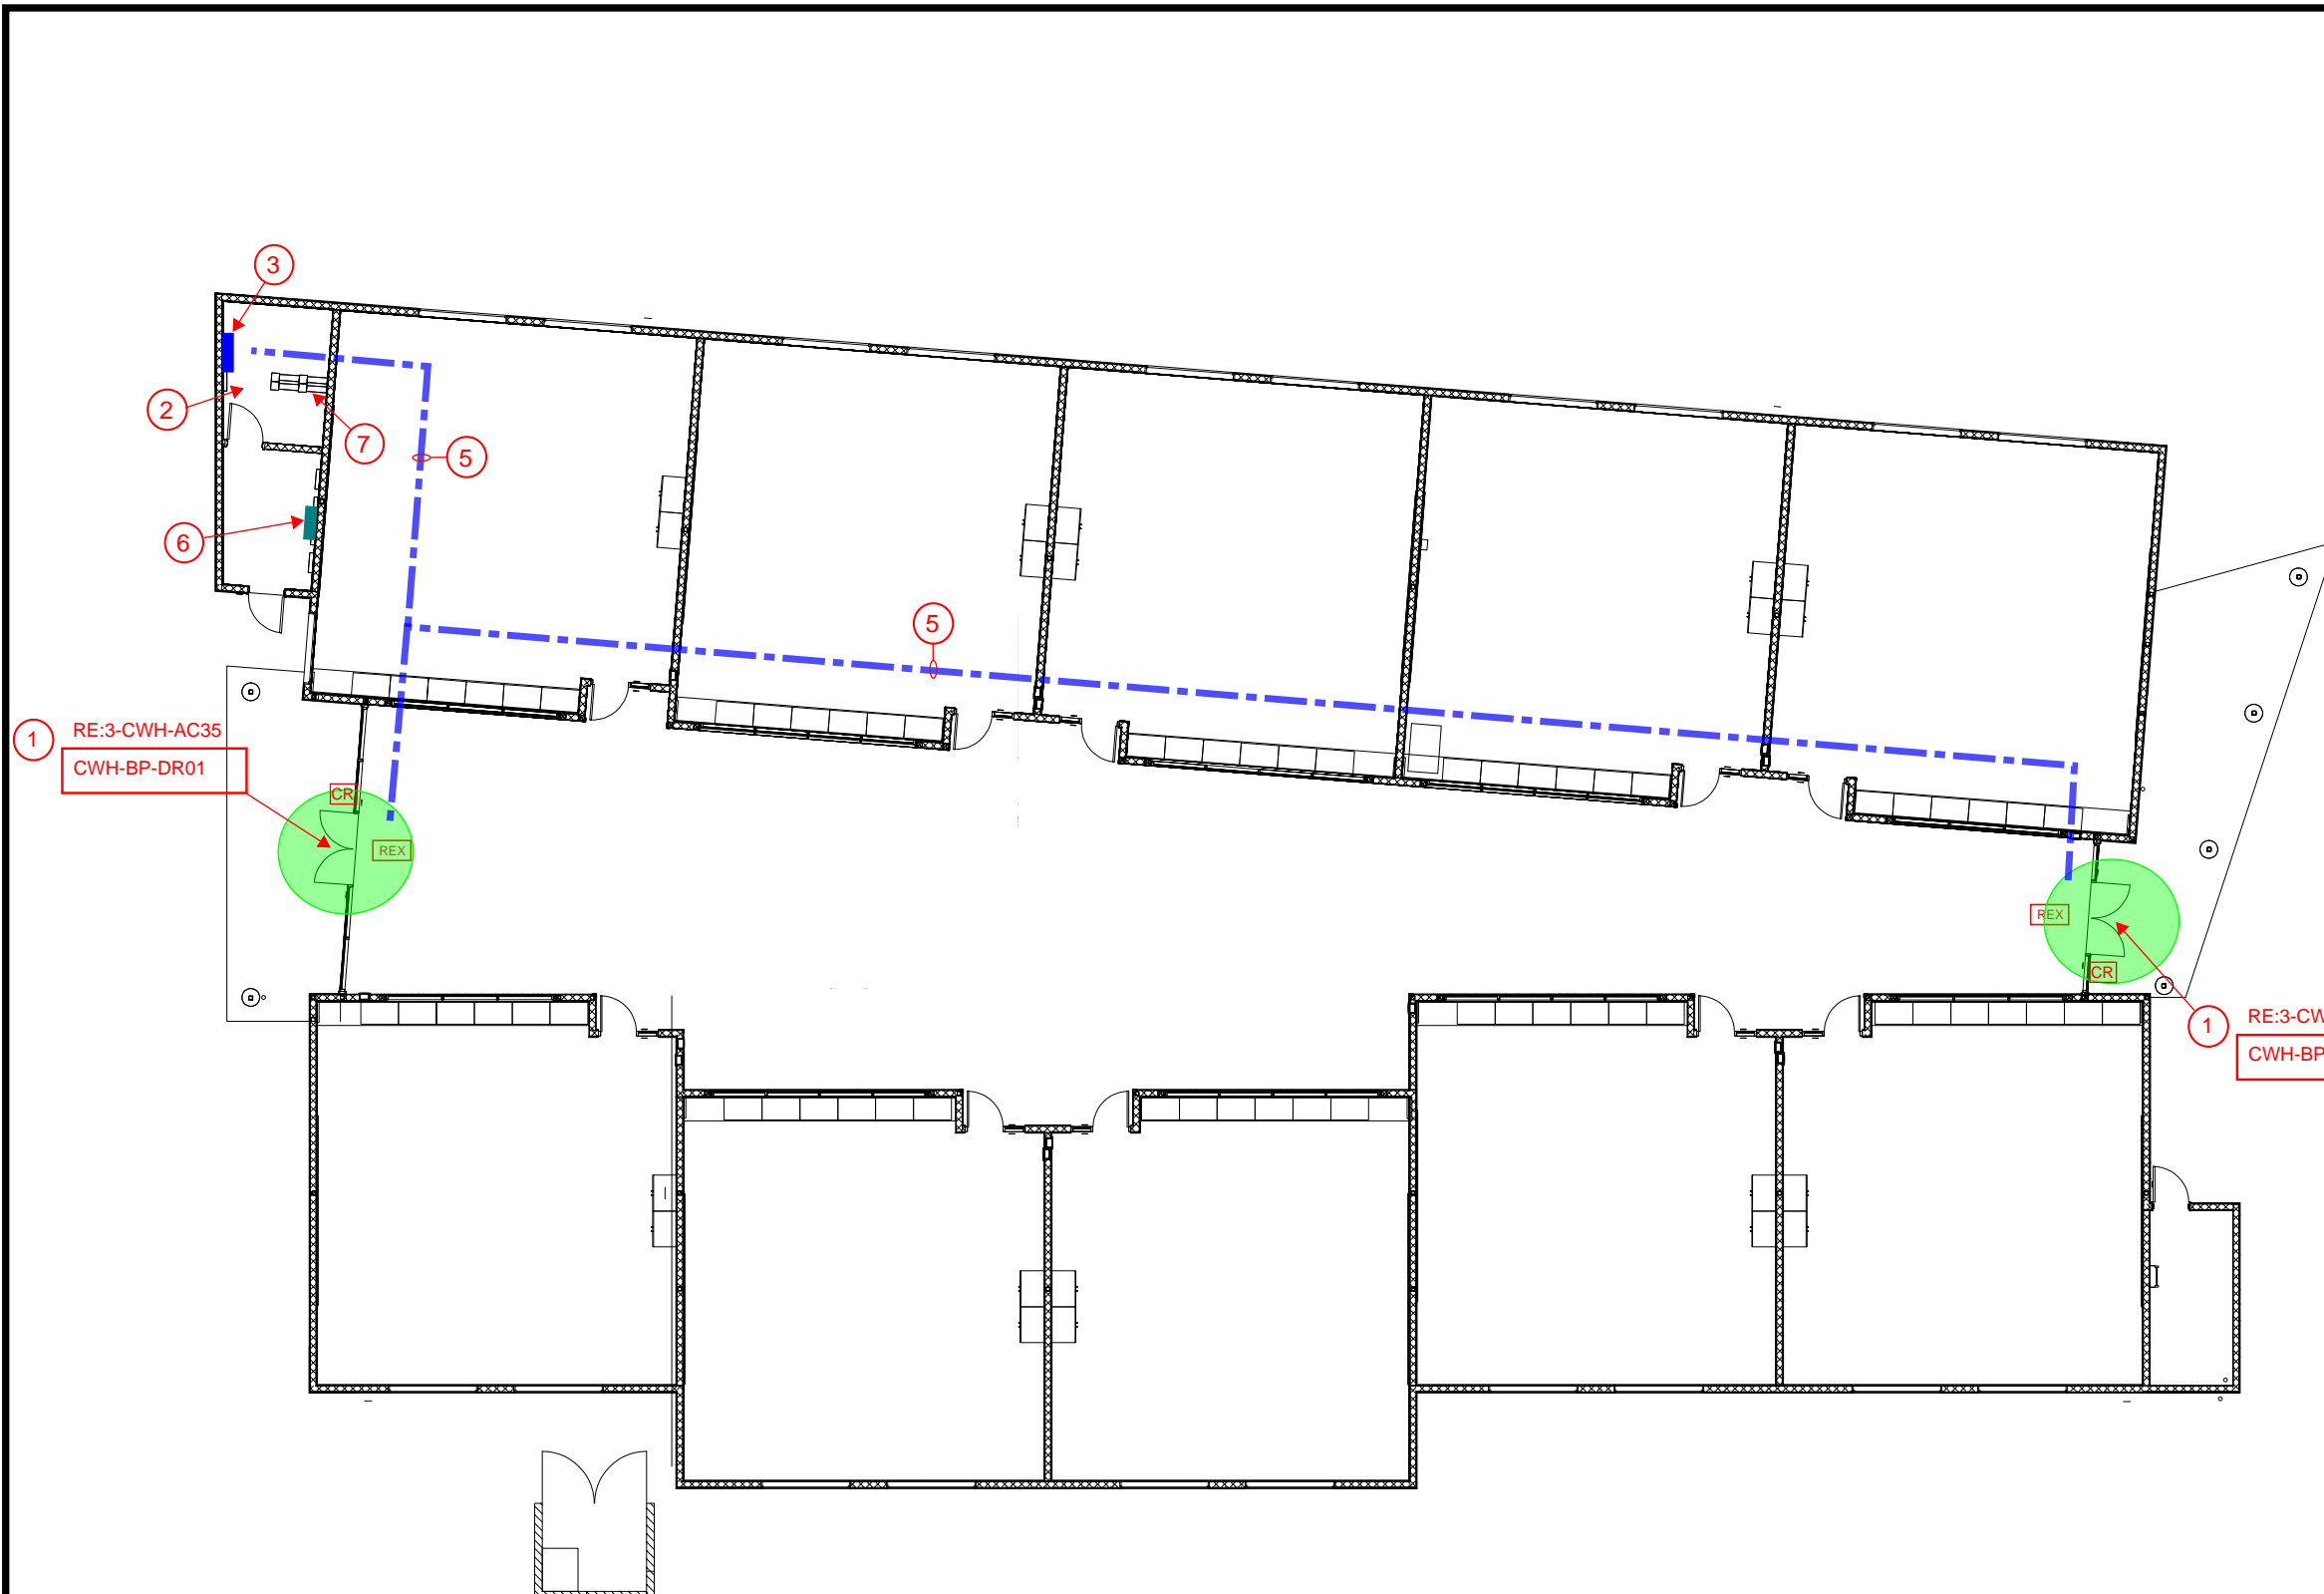 3
2
7
5
6
5
1
RE:3-CWH-AC35
CWH-BP-DR01
CR
REX
REX
CR
1
RE:3-CW
CWH-BP